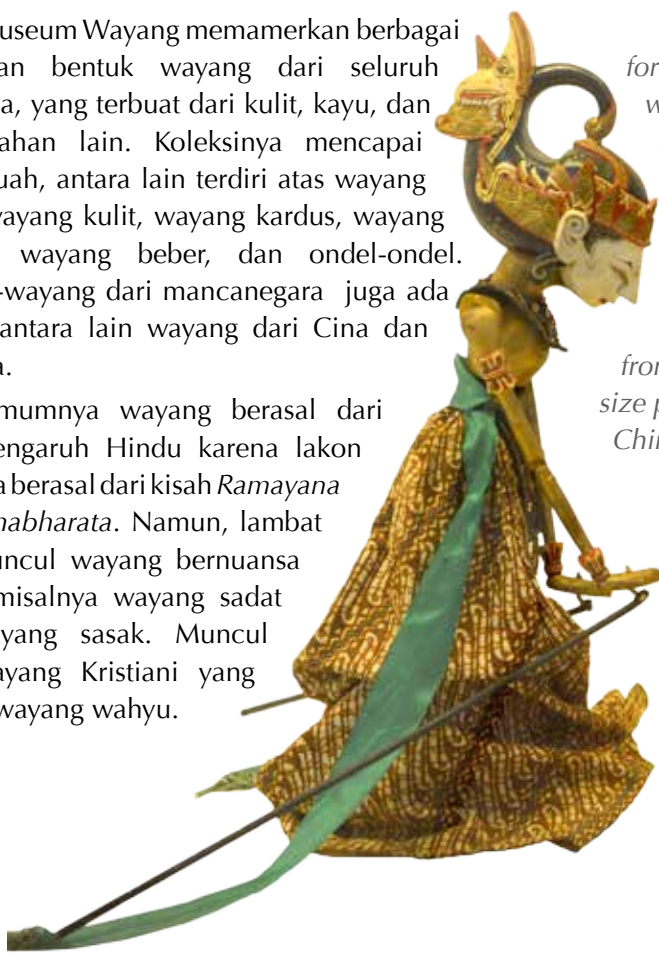 useum Wayang memamerkan berbagai
an bentuk wayang dari seluruh
a, yang terbuat dari kulit, kayu, dan
ahan lain. Koleksinya mencapai
uah, antara lain terdiri atas wayang
wayang kulit, wayang kardus, wayang
wayang beber, dan ondel-ondel.
-wayang dari mancanegara juga ada
antara lain wayang dari Cina dan
a.
mumnya wayang berasal dari
engaruh Hindu karena lakon
a berasal dari kisah Ramayana
habharata. Namun, lambat
uncul wayang bernuansa
misalnya wayang sadat
yang sasak. Muncul
ayang Kristiani yang
wayang wahyu.
for
w
from
size p
Chin